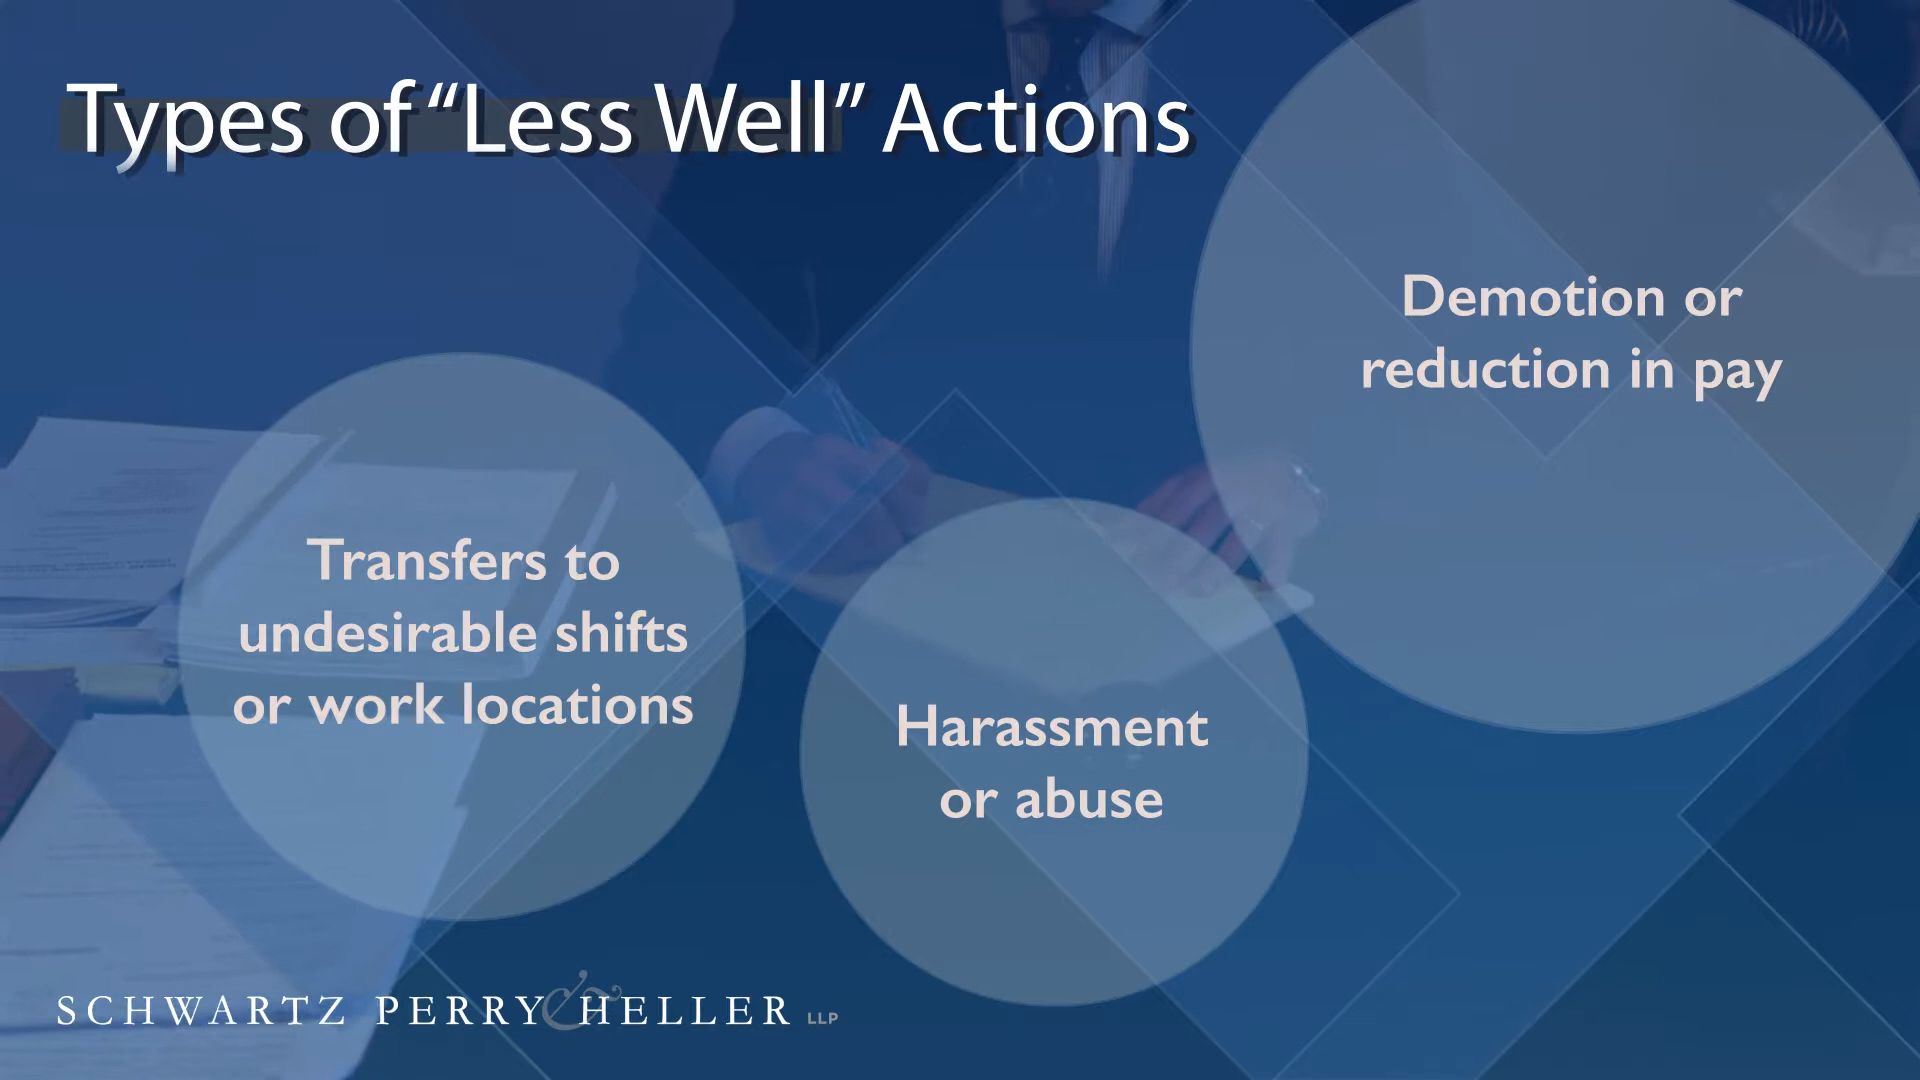 Types of “Less Well” Actions
Demotion or
reduction in pay
Transfers to
undesirable shifts
or work locations
Harassment
or abuse
SCHWARTZ PERRY & HELLER LLP